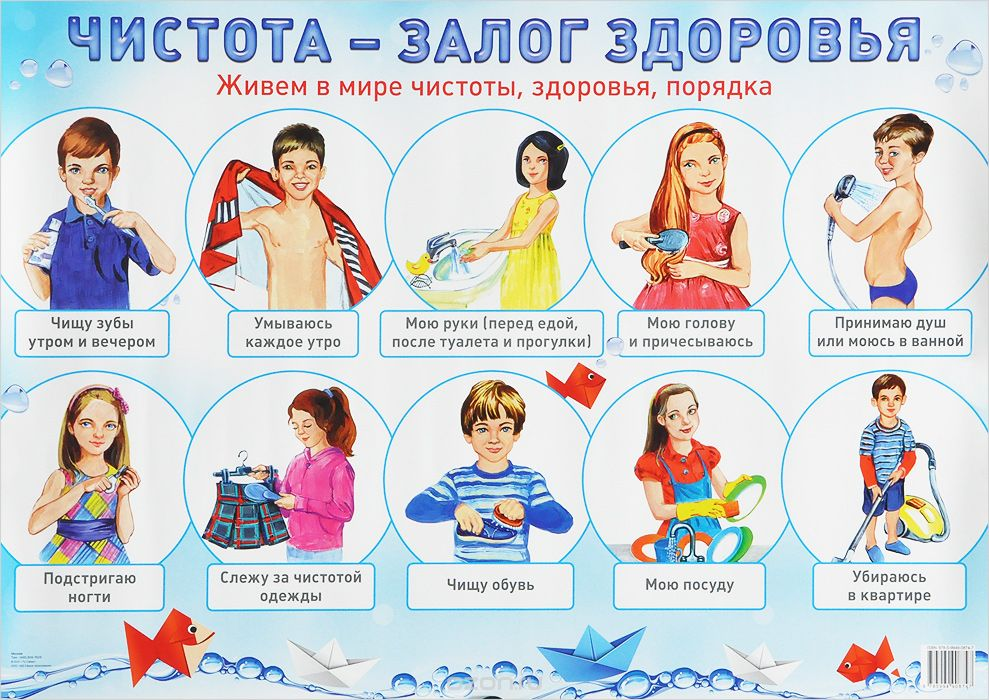 ЧИСТОТА – ЗАЛОГ ЗДОРОВЬЯ
Живем в мире чистоты, здоровья, порядка
Чищу зубы
утром и вечером
Умываюсь
каждое утро
Мою руки (перед едой,
после туалета и прогулки)
Мою голову
и причесываюсь
Принимаю душ
или моюсь в ванной
Подстригаю
ногти
Слежу за чистотой
одежды
Чищу обувь
Мою посуду
Убираюсь
в квартире
ozon.ru